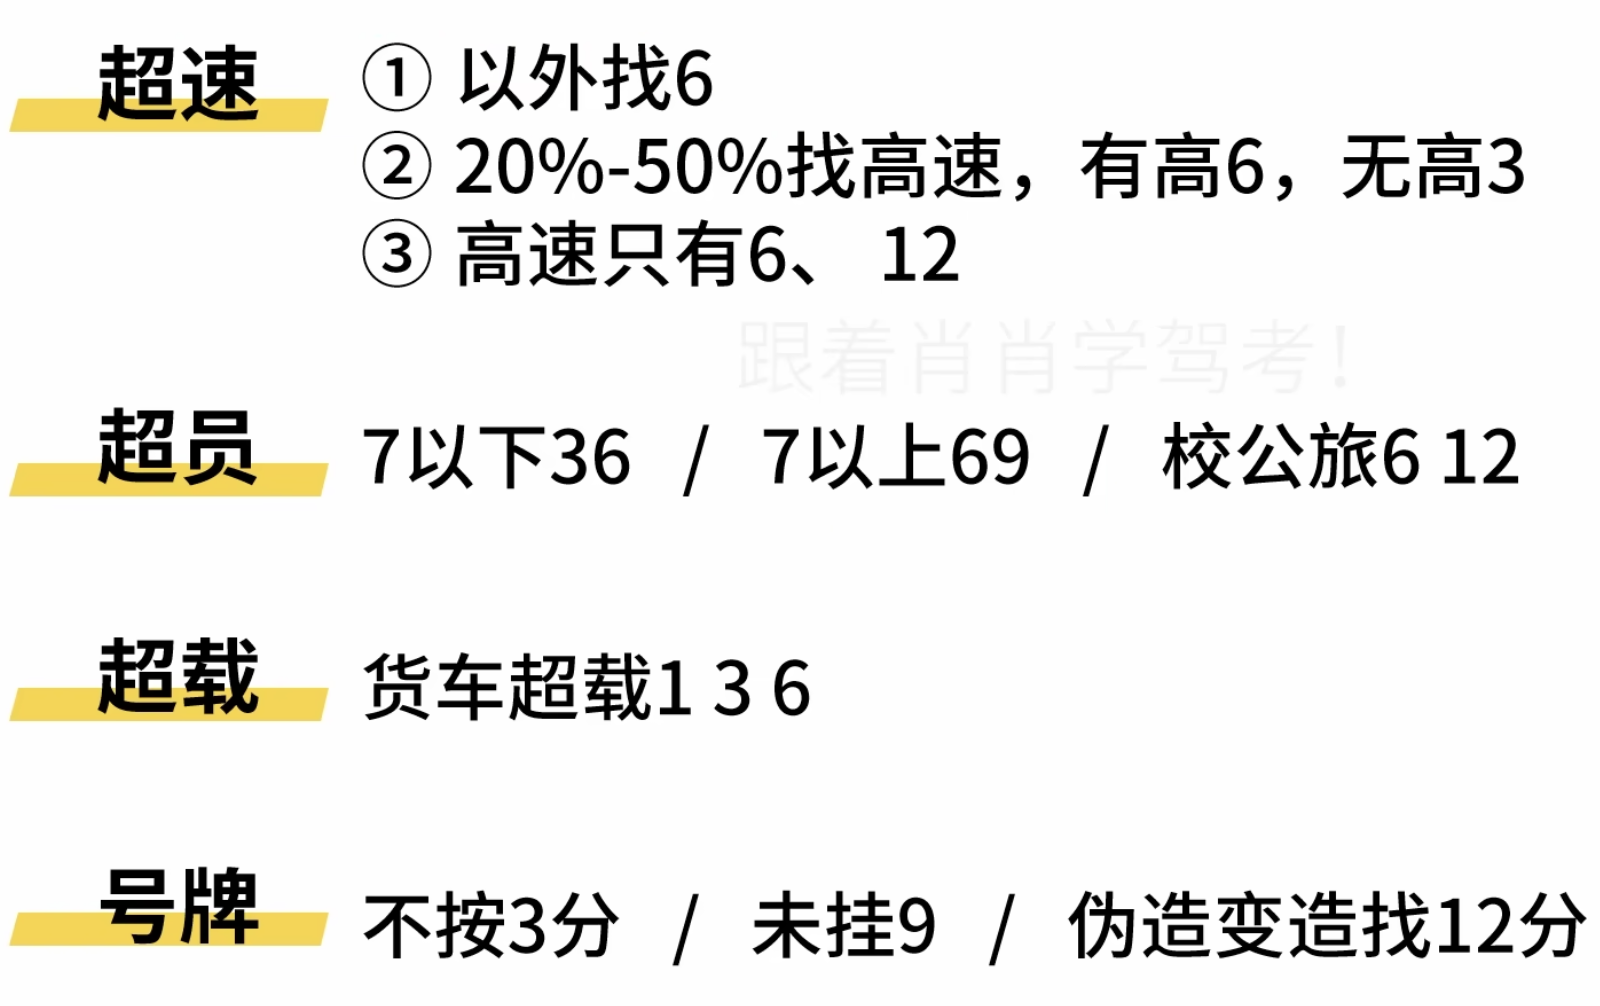 超速
① 以外找6
② 20%-50%找高速，有高6，无高3
③ 高速只有6、 12
跟着肖肖学驾考！
超员
7以下36 / 7以上69 / 校公旅6 12
超载
货车超载1 3 6
号牌
不按3分 / 未挂9 / 伪造变造找12分